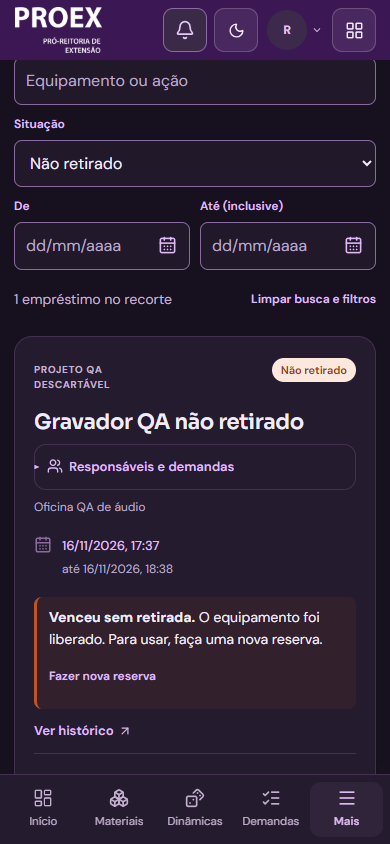 PROEX
PRÓ-REITORIA DE
EXTENSÃO
R
Equipamento ou ação
Situação
Não retirado
De
Até (inclusive)
dd/mm/aaaa
dd/mm/aaaa
1 empréstimo no recorte
Limpar busca e filtros
PROJETO QA
DESCARTÁVEL
Não retirado
Gravador QA não retirado
Responsáveis e demandas
Oficina QA de áudio
16/11/2026, 17:37
até 16/11/2026, 18:38
Venceu sem retirada. O equipamento foi
liberado. Para usar, faça uma nova reserva.
Fazer nova reserva
Ver histórico
Início
Materiais
Dinâmicas
Demandas
Mais